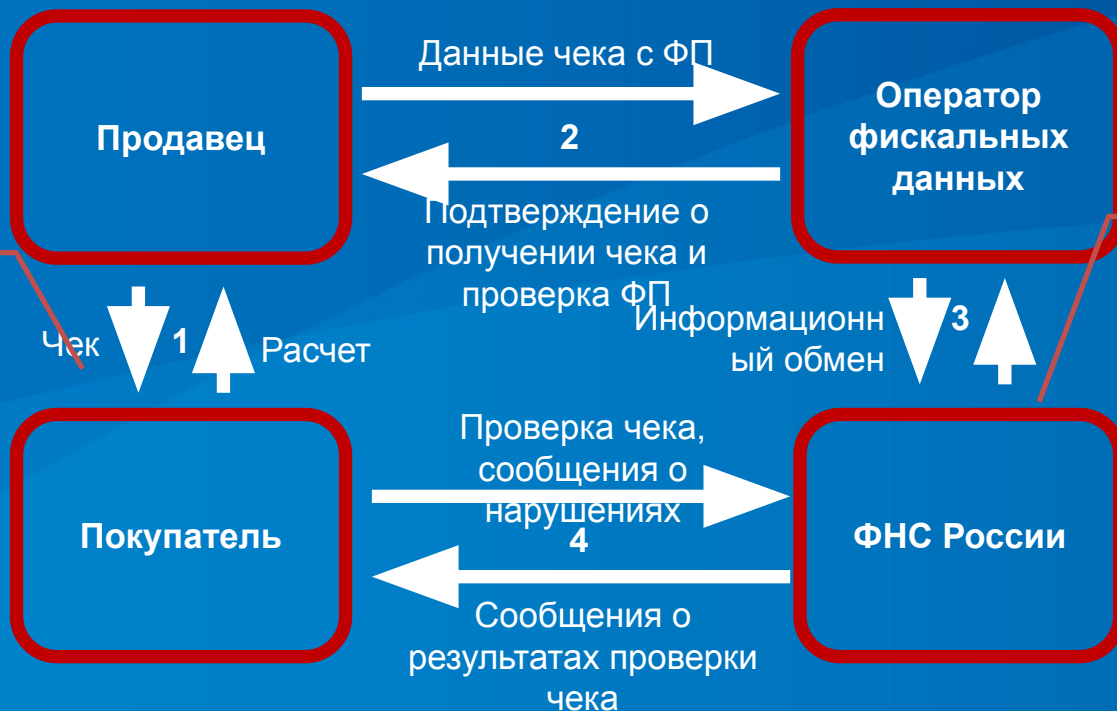 Данные чека с ФП
Продавец
2
Оператор
фискальных
данных
Подтверждение о
получении чека и
проверка ФП
Чек
1
Расчет
Информационн
ый обмен
3
Проверка чека,
сообщения о
нарушениях
Покупатель
4
ФНС России
Сообщения о
результатах проверки
чека